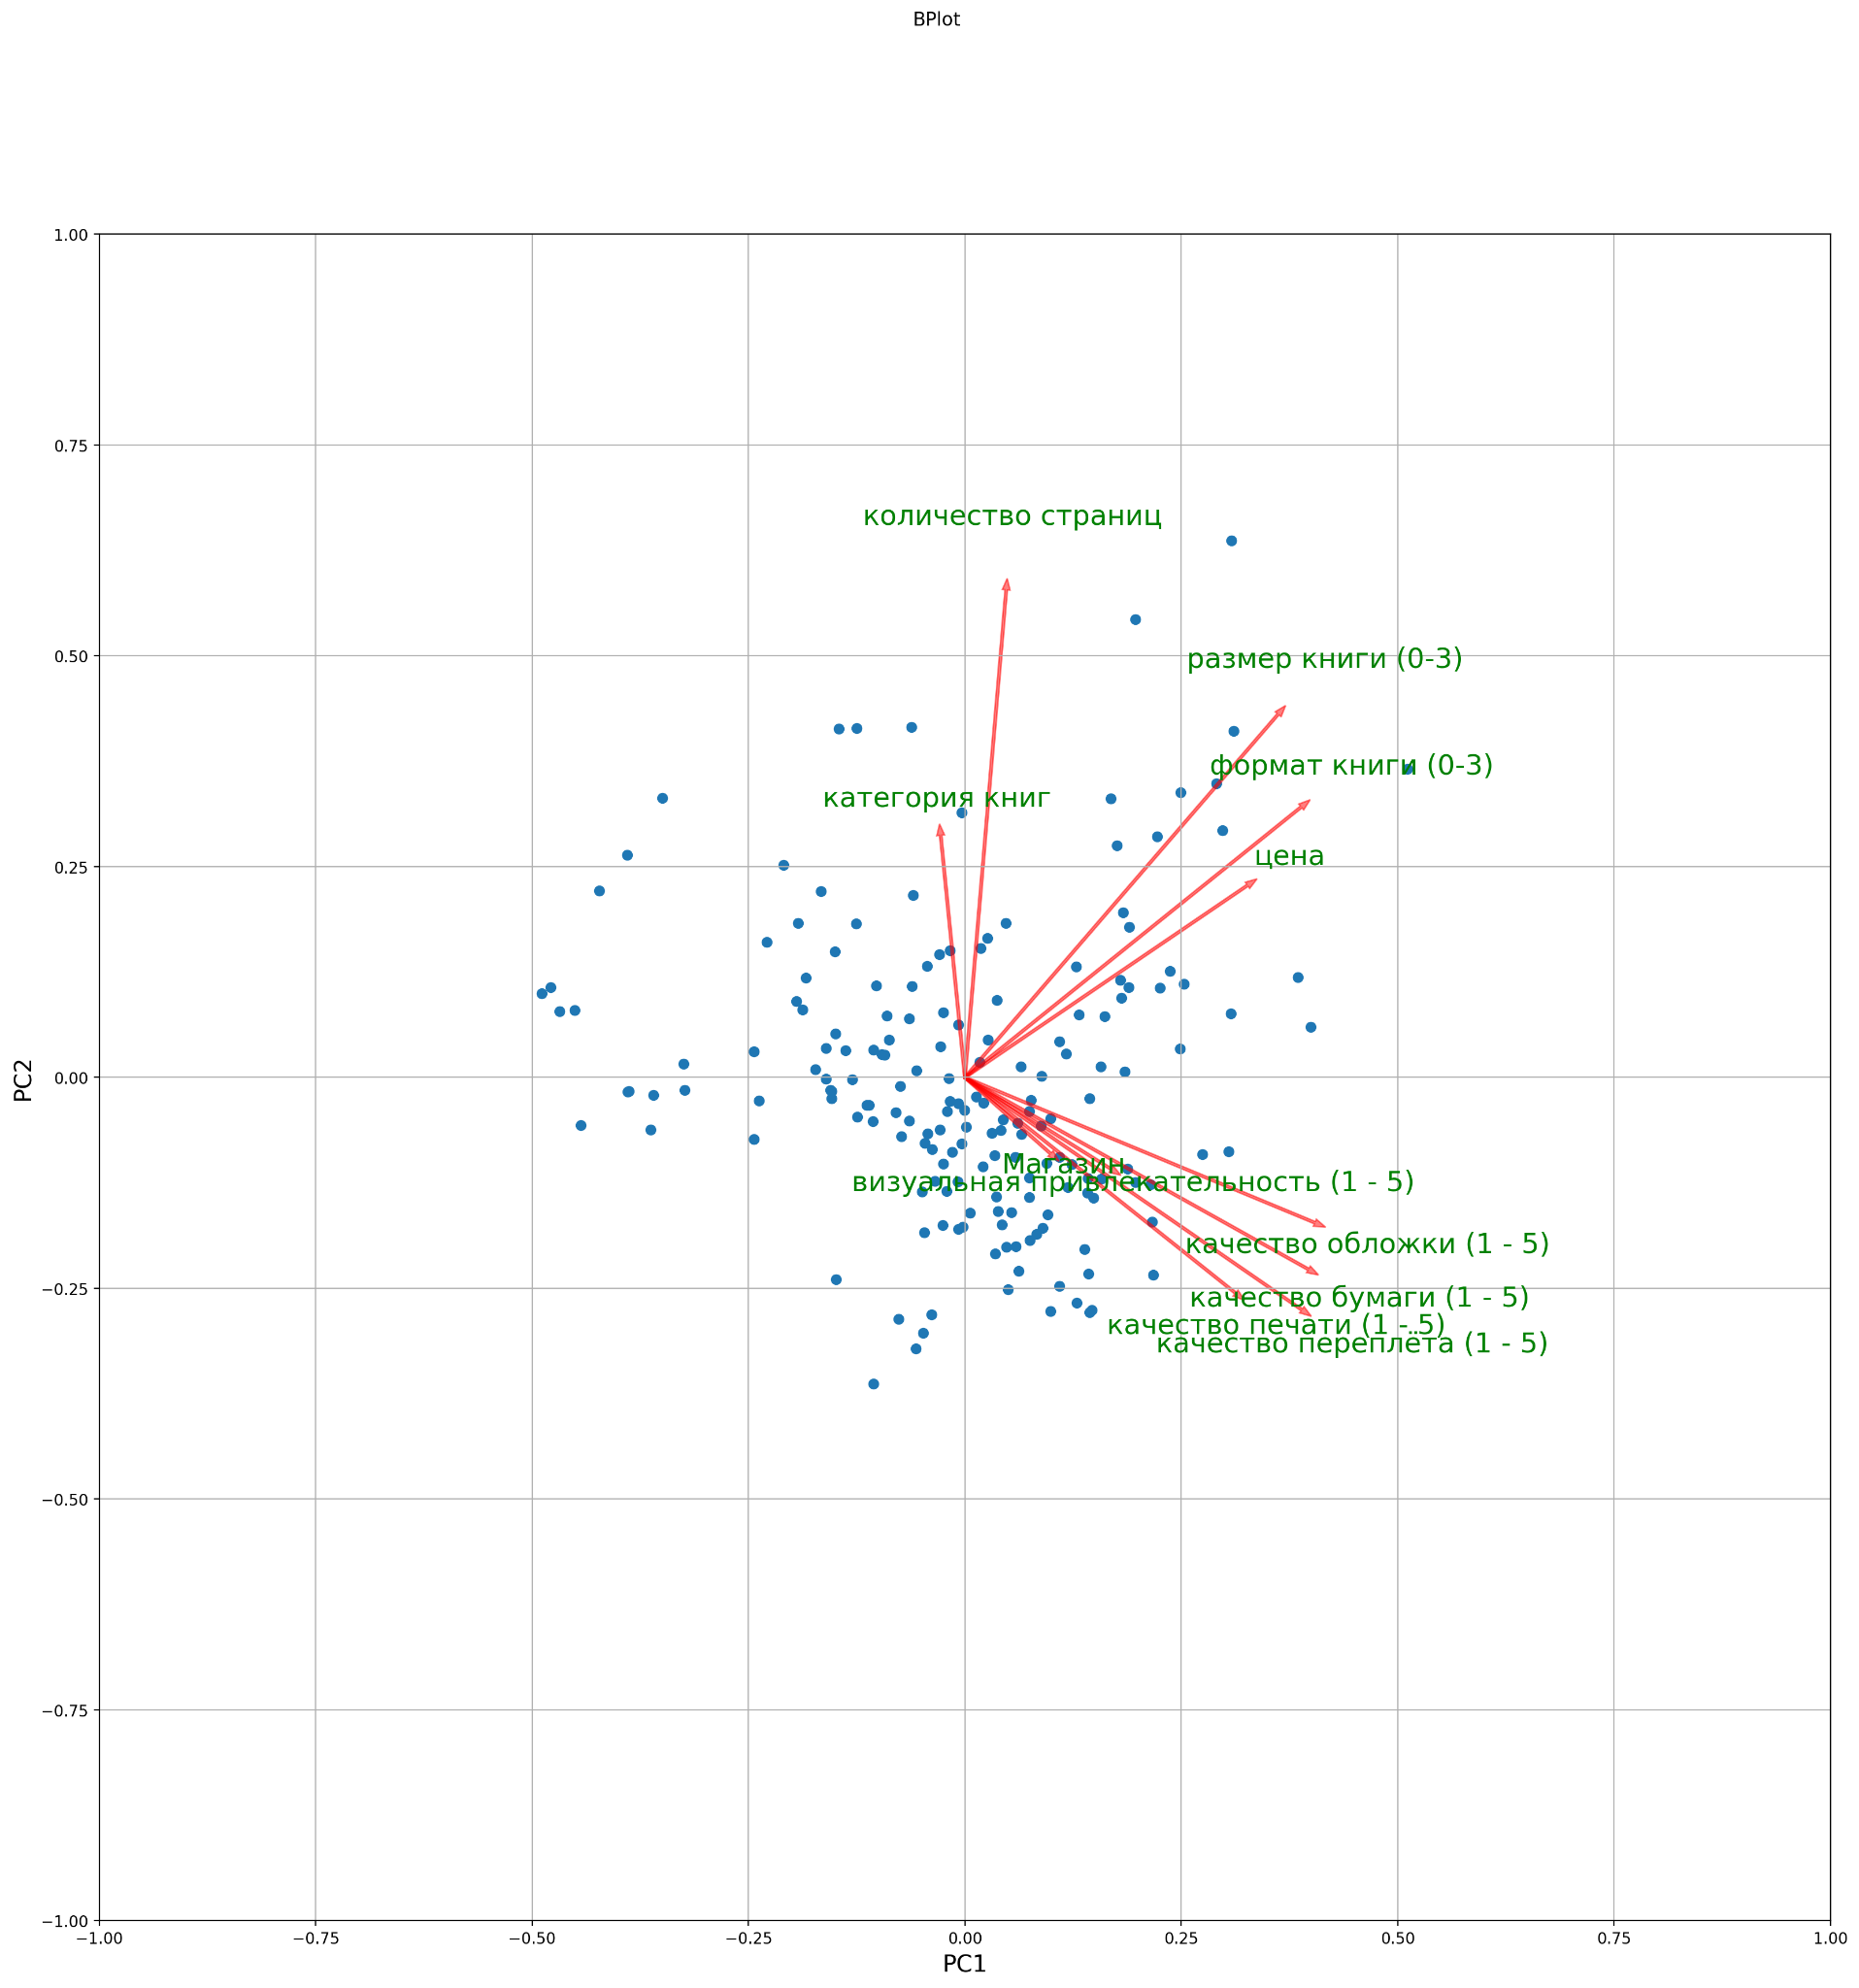 BPlot
1.00
количество страниц
0.75
размер книги (0-3)
0.50
формат книги (0-3)
категория книг
цена
0.25
PC2
0.00
Магазин
визуальная привлекательность (1 - 5)
качество обложки (1 - 5)
−0.25
качество бумаги (1 - 5)
качество печати (1 - 5)
качество переплёта (1 - 5)
−0.50
−0.75
−1.00
−1.00 −0.75 −0.50 −0.25 0.00 0.25 0.50 0.75 1.00
PC1